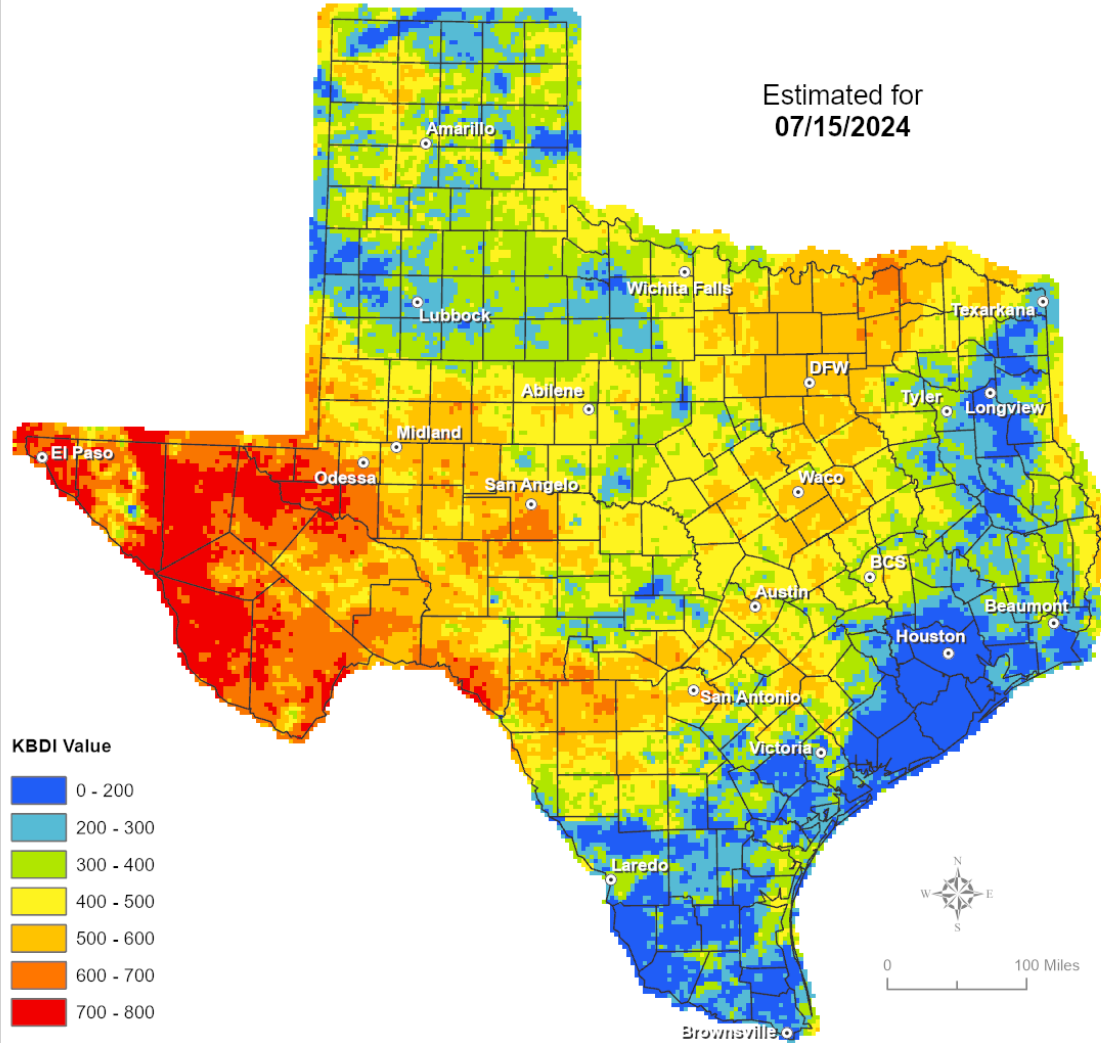 Estimated for
07/15/2024
Amarillo
Wichita Falls
Lubbock
Texarkana
DFW
Abilene
Tyler
Longview
Midland
El Paso
Odessa
San Angelo
Waco
BCS
Austin
Beaumont
Houston
San Antonio
Victoria
KBDI Value
0 - 200
200 - 300
300 - 400
400 - 500
500 - 600
600 - 700
700 - 800
Laredo
N
W
E
S
0
100 Miles
Brownsville